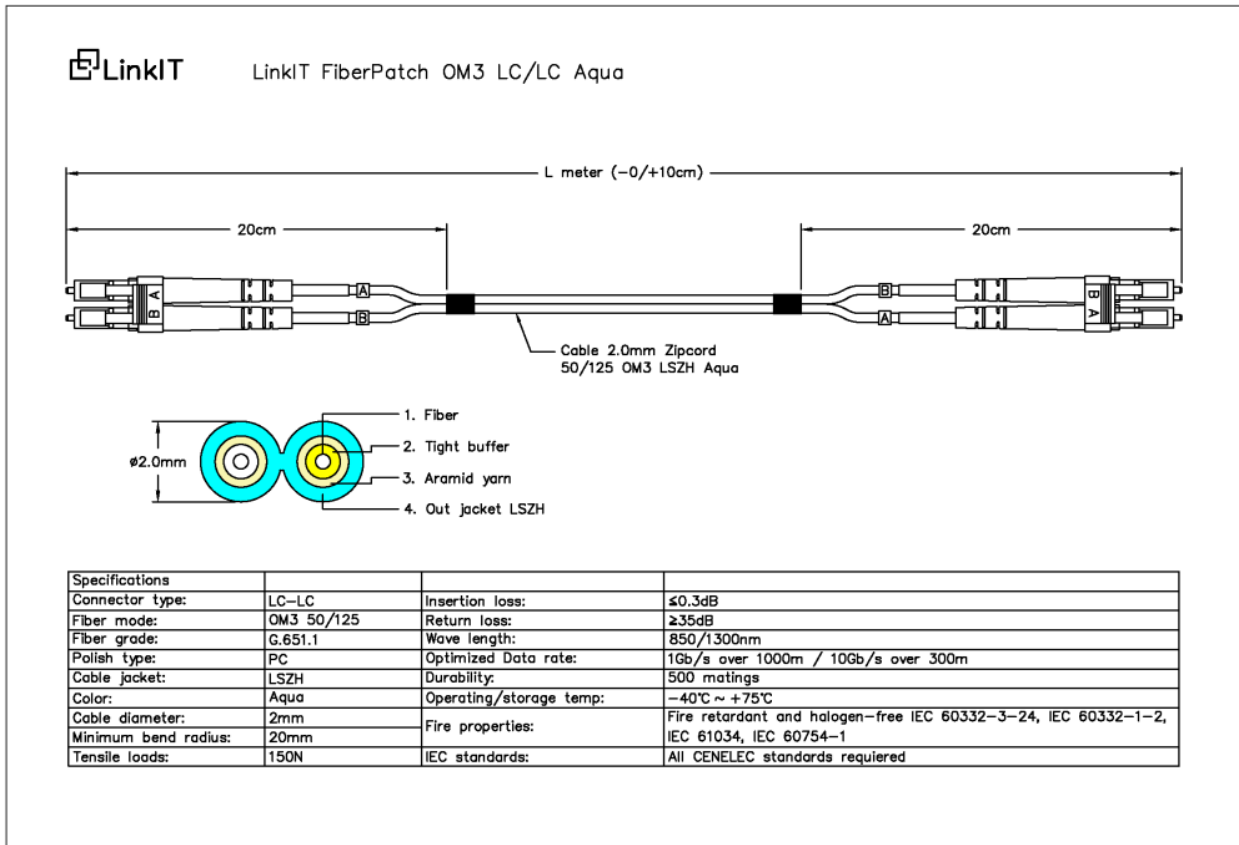 LinkIT
LinkIT FiberPatch OM3 LC/LC Aqua
L meter (-0/+10cm)
20cm
20cm
A
B
B
A
B A
B A
Cable 2.0mm Zipcord
50/125 OM3 LSZH Aqua
1. Fiber
2. Tight buffer
ø2.0mm
3. Aramid yarn
4. Out jacket LSZH
Specifications
Connector type: LC-LC Insertion loss: ≤0.3dB
Fiber mode: OM3 50/125 Return loss: ≥35dB
Fiber grade: G.651.1 Wave length: 850/1300nm
Polish type: PC Optimized Data rate: 1Gb/s over 1000m / 10Gb/s over 300m
Cable jacket: LSZH Durability: 500 matings
Color: Aqua Operating/storage temp: -40℃ ~ +75℃
Cable diameter: 2mm Fire properties: Fire retardant and halogen-free IEC 60332-3-24, IEC 60332-1-2,
Minimum bend radius: 20mm IEC 61034, IEC 60754-1
Tensile loads: 150N IEC standards: All CENELEC standards requiered